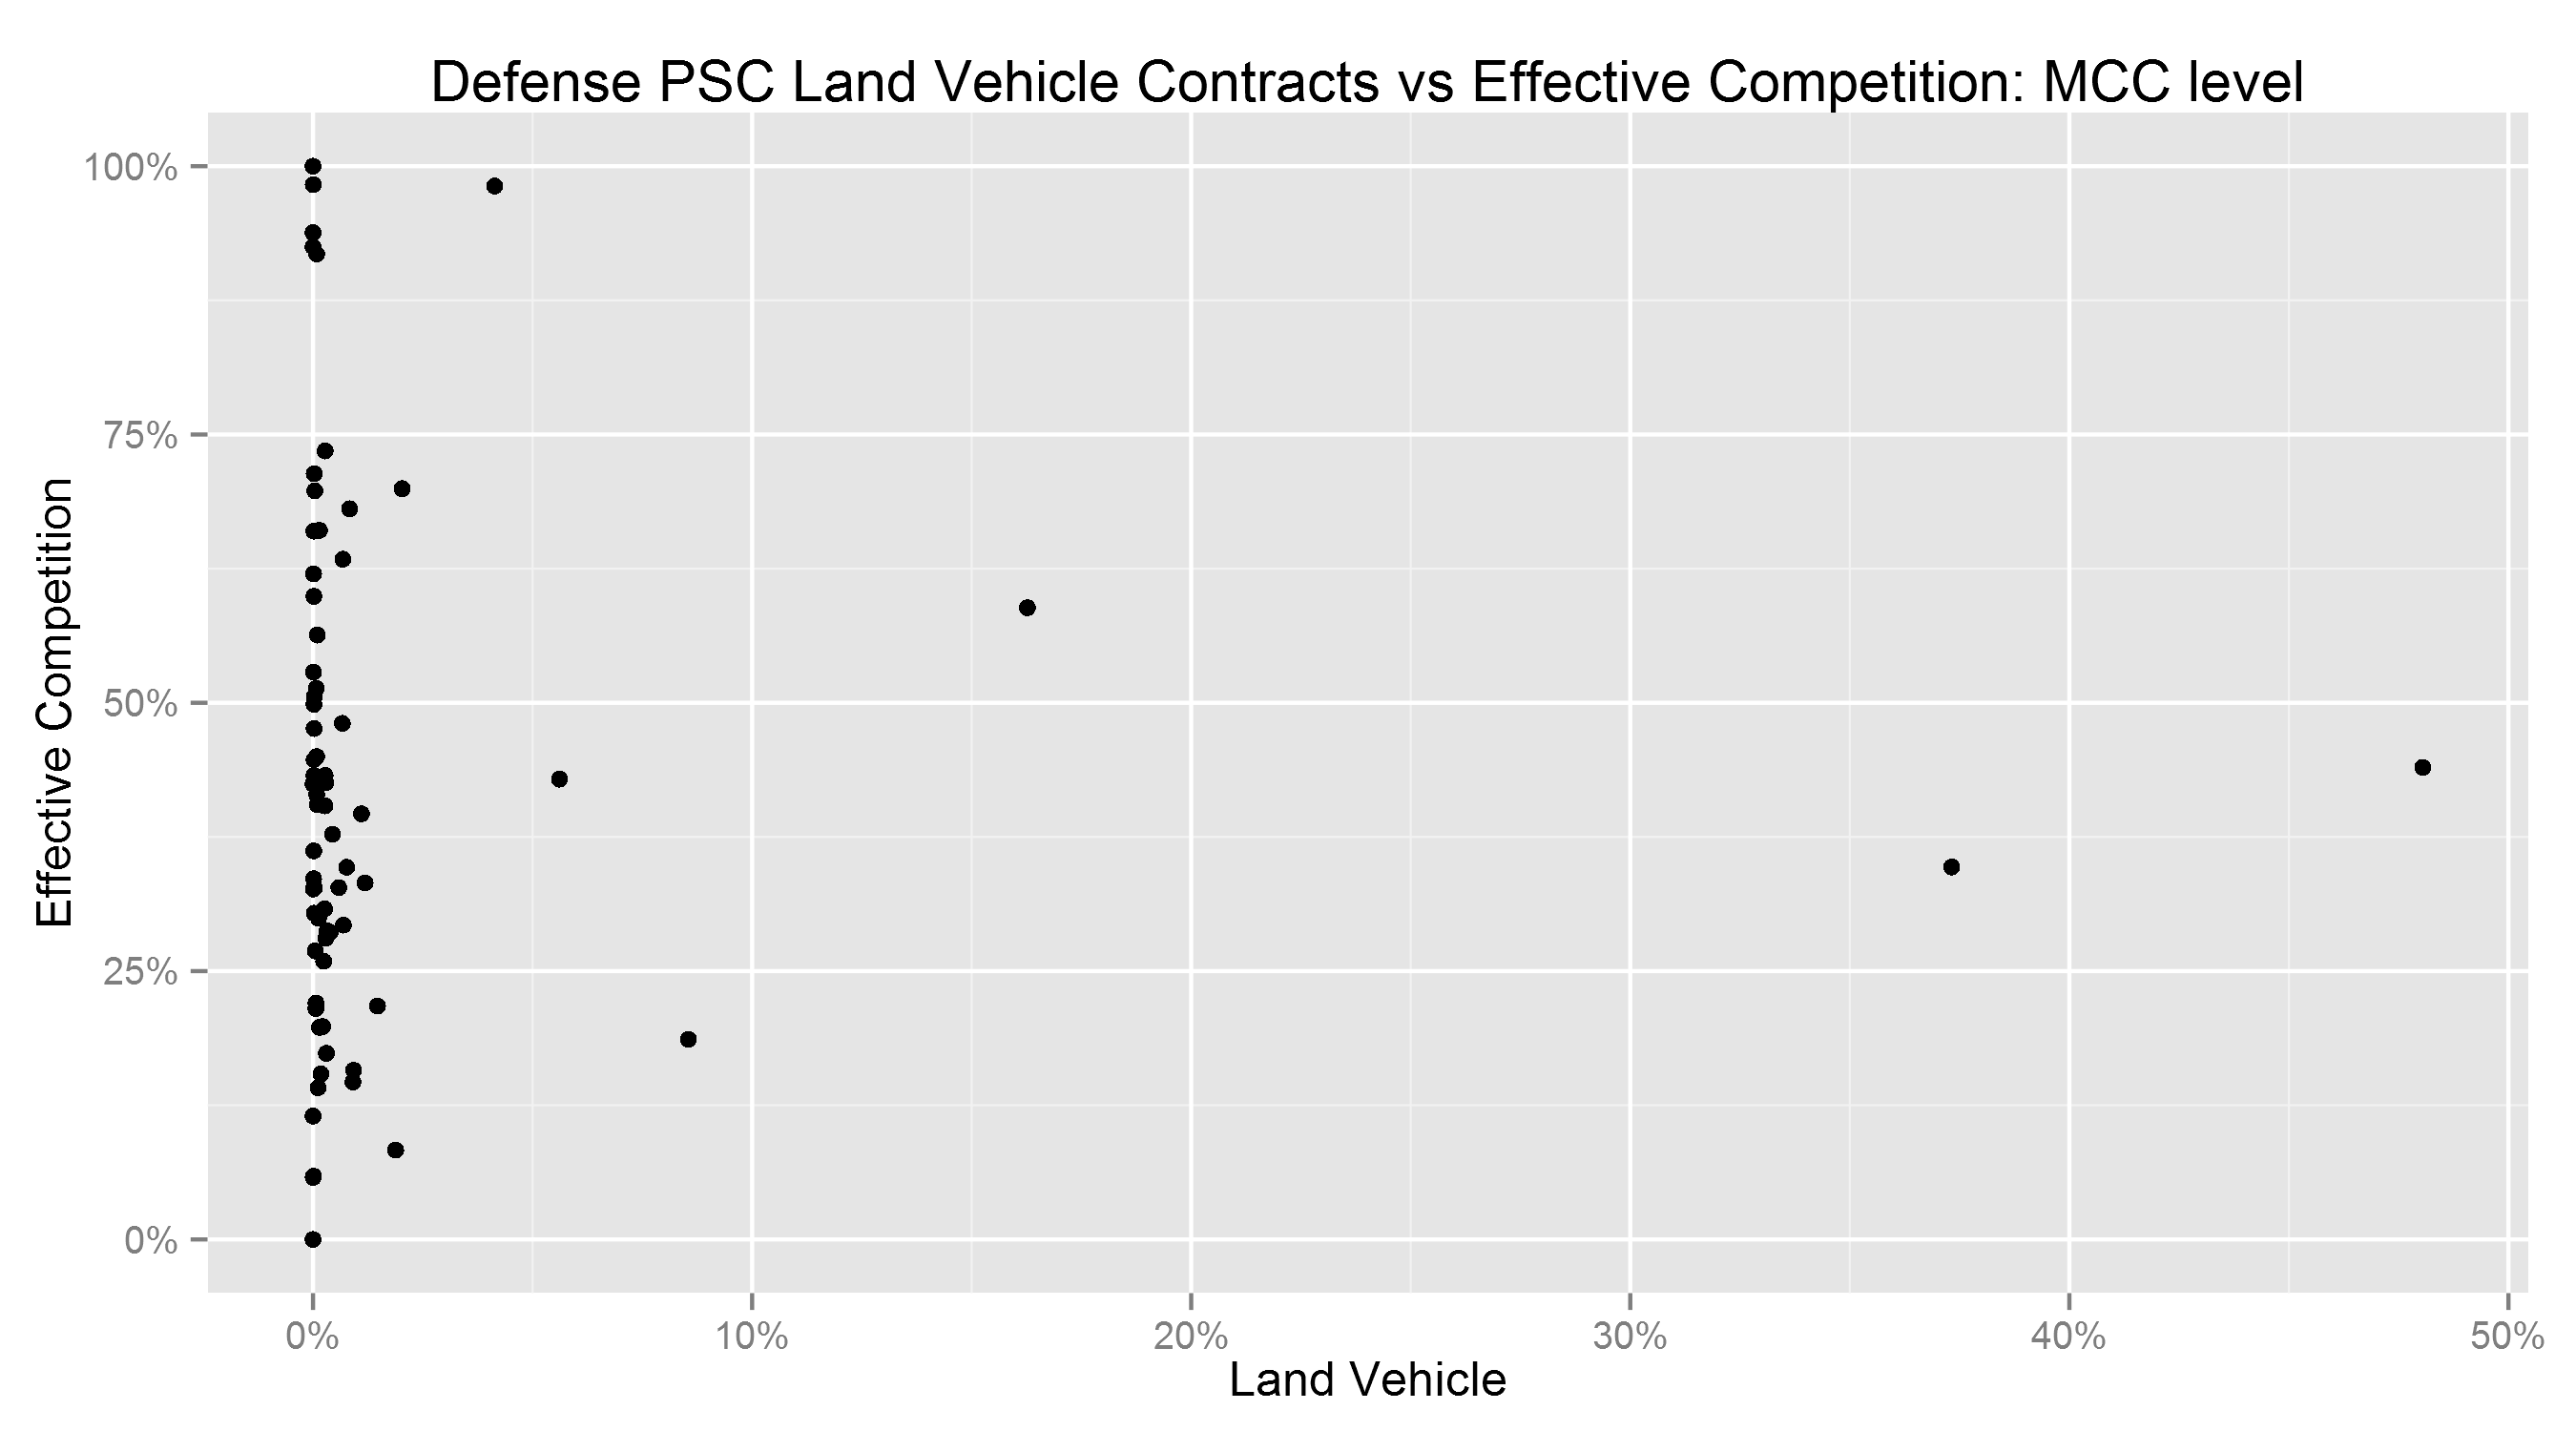 Defense PSC Land Vehicle Contracts vs Effective Competition: MCC level
Effective Competition
100%
75%
50%
25%
0%
0% 10% 20% 30% 40% 50%
Land Vehicle